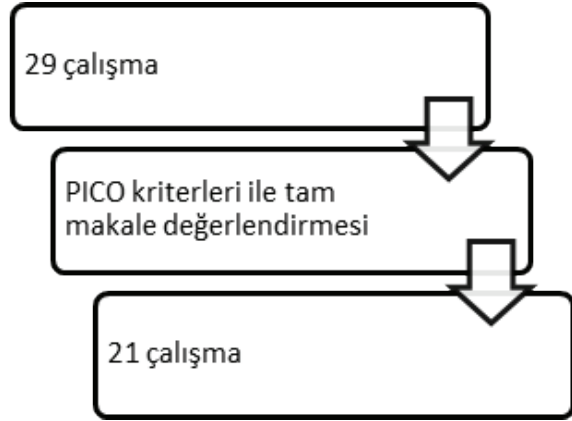 29 çalışma
PICO kriterleri ile tam
makale değerlendirmesi
21 çalışma